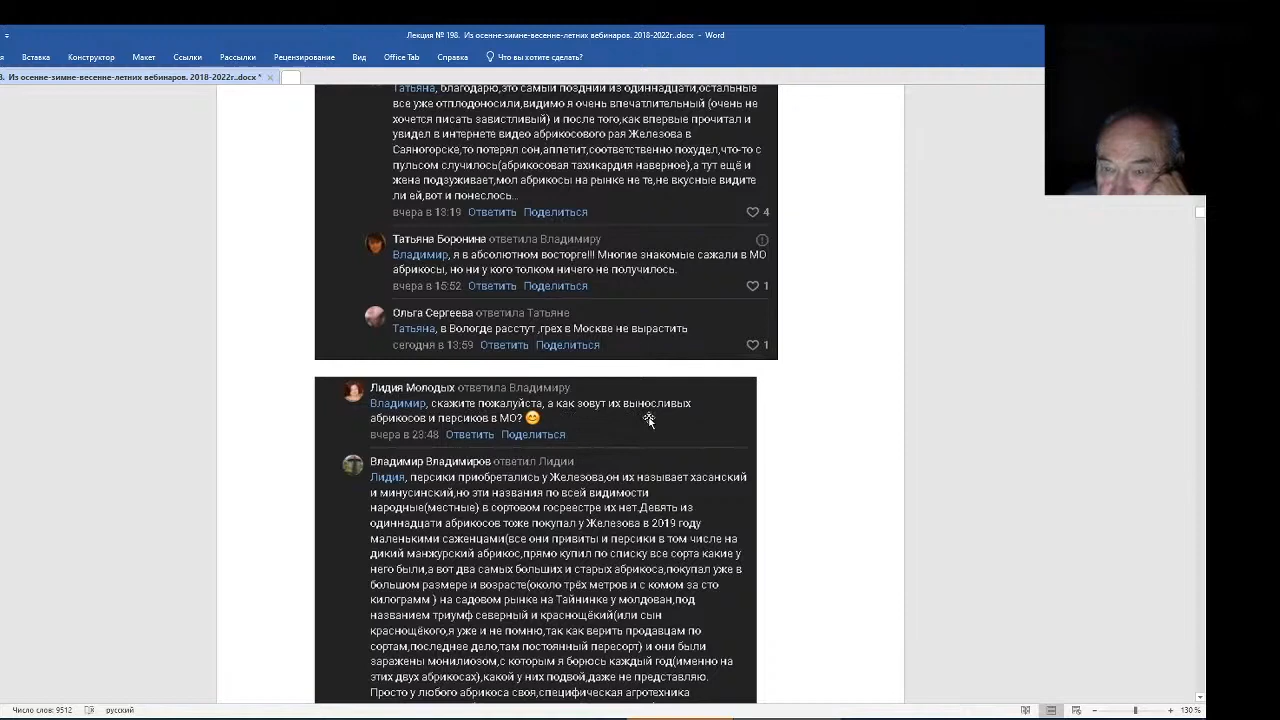 Лекция № 198.  Из осенне-зимне-весенне-летних вебинаров. 2018-2022г..docx  -  Word
Вставка Конструктор Макет Ссылки Рассылки Рецензирование Вид Office Tab Справка Что вы хотите сделать?
Из осенне-зимне-весенне-летних вебинаров. 2018-2022г..docx *
Татьяна, благодарю,это самый поздний из одиннадцати,остальные
все уже отплодоносили,видимо я очень впечатлительный (очень не
хочется писать завистливый) и после того,как впервые прочитал и
увидел в интернете видео абрикосового рая Железова в
Саяногорске,то потерял сон,аппетит,соответственно похудел,что-то с
пульсом случилось(абрикосовая тахикардия наверное),а тут ещё и
жена подзуживает,мол абрикосы на рынке не те,не вкусные видите
ли ей,вот и понеслось...
вчера в 13:19 Ответить Поделиться 4
Татьяна Боронина ответила Владимиру
Владимир, я в абсолютном восторге!!! Многие знакомые сажали в МО
абрикосы, но ни у кого толком ничего не получилось.
вчера в 15:52 Ответить Поделиться 1
Ольга Сергеева ответила Татьяне
Татьяна, в Вологде расстут ,грех в Москве не вырастить
сегодня в 13:59 Ответить Поделиться 1
Лидия Молодых ответила Владимиру
Владимир, скажите пожалуйста, а как зовут их выносливых
абрикосов и персиков в МО? 😊
вчера в 23:48 Ответить Поделиться
Владимир Владимиров ответил Лидии
Лидия, персики приобретались у Железова,он их называет хасанский
и минусинский,но эти названия по всей видимости
народные(местные) в сортовом госреестре их нет.Девять из
одиннадцати абрикосов тоже покупал у Железова в 2019 году
маленькими саженцами(все они привиты и персики в том числе на
дикий манжурский абрикос,прямо купил по списку все сорта какие у
него были,а вот два самых больших и старых абрикоса,покупал уже в
большом размере и возрасте(около трёх метров и с комом за сто
килограмм ) на садовом рынке на Тайнинке у молдован,под
названием триумф северный и краснощёкий(или сын
краснощёкого,я уже и не помню,так как верить продавцам по
сортам,последнее дело,там постоянный пересорт) и они были
заражены монилиозом,с которым я борюсь каждый год(именно на
этих двух абрикосах),какой у них подвой,даже не представляю.
Просто у любого абрикоса своя,специфическая агротехника
Число слов: 9512 русский 130 %